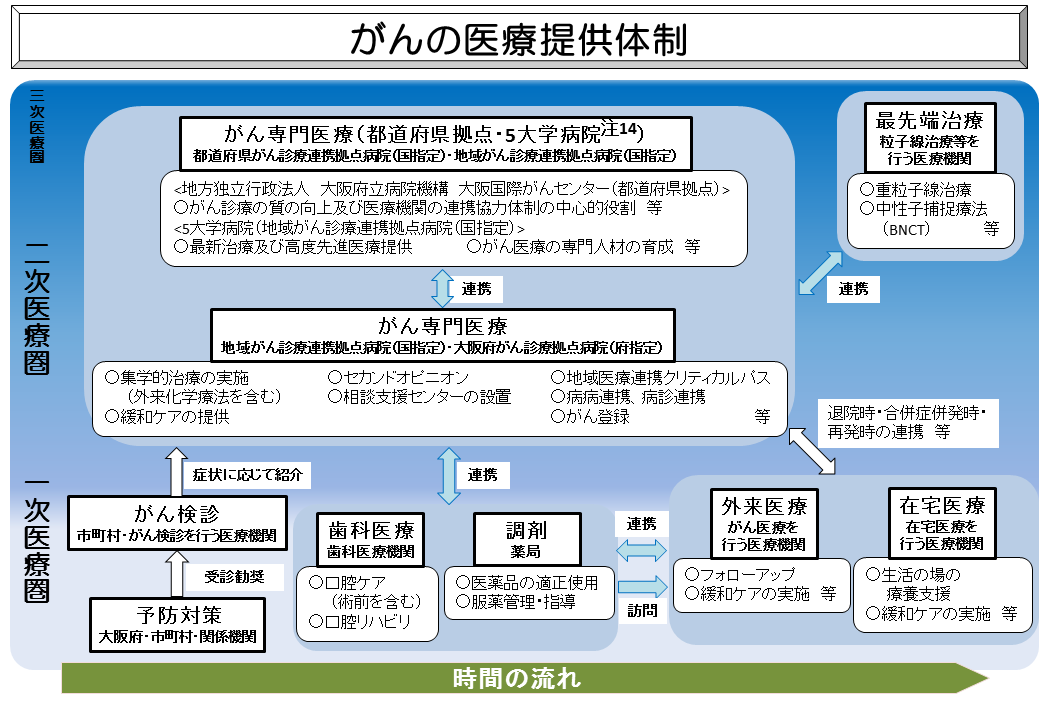 がんの医療提供体制
三次医療圏
がん専門医療（都道府県拠点・5大学病院注14）
都道府県がん診療連携拠点病院（国指定）・地域がん診療連携拠点病院（国指定）
<地方独立行政法人　大阪府立病院機構　大阪国際がんセンター（都道府県拠点）>
○がん診療の質の向上及び医療機関の連携協力体制の中心的役割　等
<5大学病院（地域がん診療連携拠点病院（国指定）>
○最新治療及び高度先進医療提供　○がん医療の専門人材の育成　等
最先端治療
粒子線治療等を
行う医療機関
○重粒子線治療
○中性子捕捉療法
（BNCT）　等
連携
連携
二次医療圏
がん専門医療
地域がん診療連携拠点病院（国指定）・大阪府がん診療拠点病院（府指定）
○集学的治療の実施
（外来化学療法を含む）
○緩和ケアの提供
○セカンドオピニオン
○相談支援センターの設置
○地域医療連携クリティカルパス
○病病連携、病診連携
○がん登録　等
退院時・合併症併発時・
再発時の連携　等
症状に応じて紹介
連携
一次医療圏
がん検診
市町村・がん検診を行う医療機関
受診勧奨
予防対策
大阪府・市町村・関係機関
歯科医療
歯科医療機関
○口腔ケア
（術前を含む）
○口腔リハビリ
調剤
薬局
○医薬品の適正使用
○服薬管理・指導
連携
訪問
外来医療
がん医療を
行う医療機関
○フォローアップ
○緩和ケアの実施　等
在宅医療
在宅医療を
行う医療機関
○生活の場の
療養支援
○緩和ケアの実施　等
時間の流れ